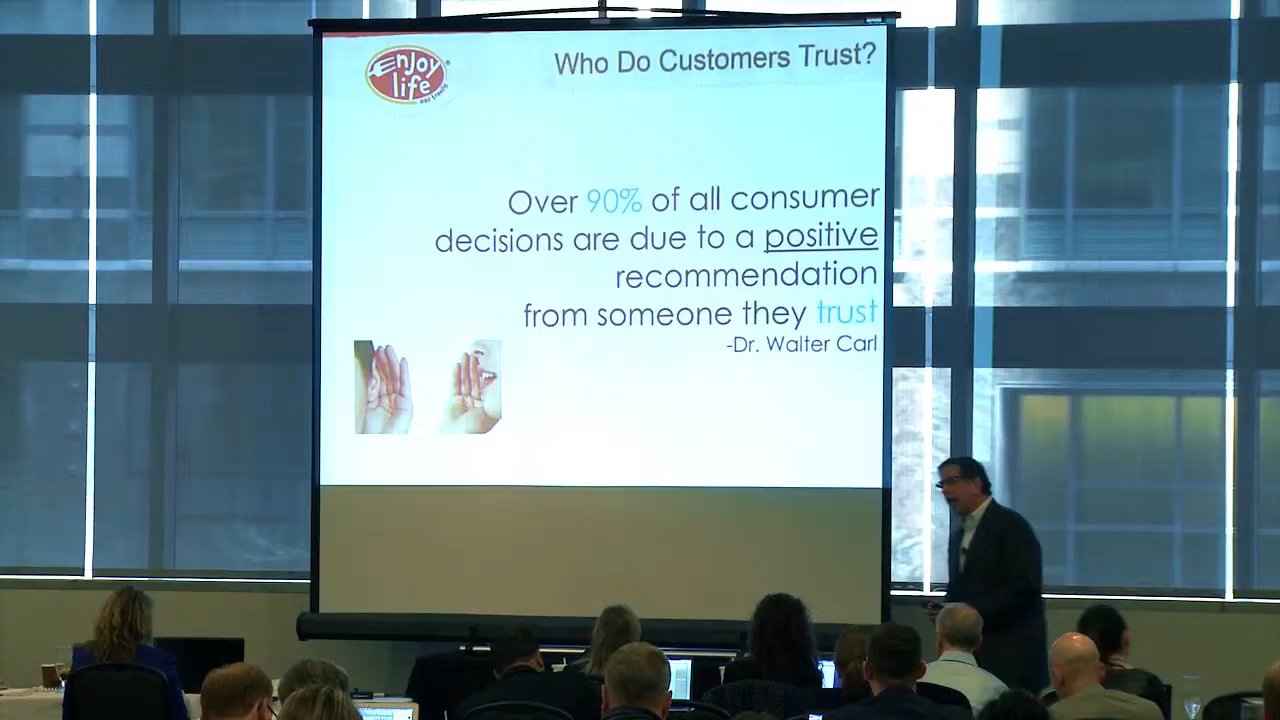 enjoy
life
Who Do Customers Trust?
Over 90% of all consumer
decisions are due to a positive
recommendation
from someone they trust
-Dr. Walter Carl